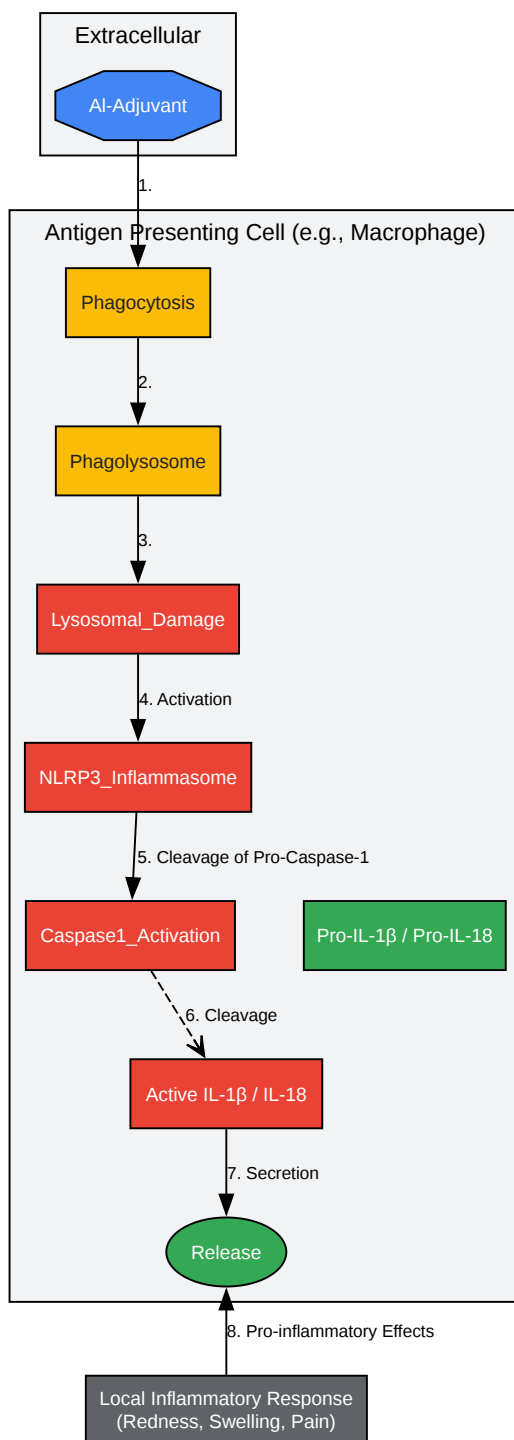 Extracellular
Al-Adjuvant
1.
Antigen Presenting Cell (e.g., Macrophage)
Phagocytosis
2.
Phagolysosome
3.
Lysosomal_Damage
4. Activation
NLRP3_Inflammasome
5. Cleavage of Pro-Caspase-1
Caspase1_Activation
Pro-IL-1β / Pro-IL-18
6. Cleavage
Active IL-1β / IL-18
7. Secretion
Release
8. Pro-inflammatory Effects
Local Inflammatory Response
(Redness, Swelling, Pain)